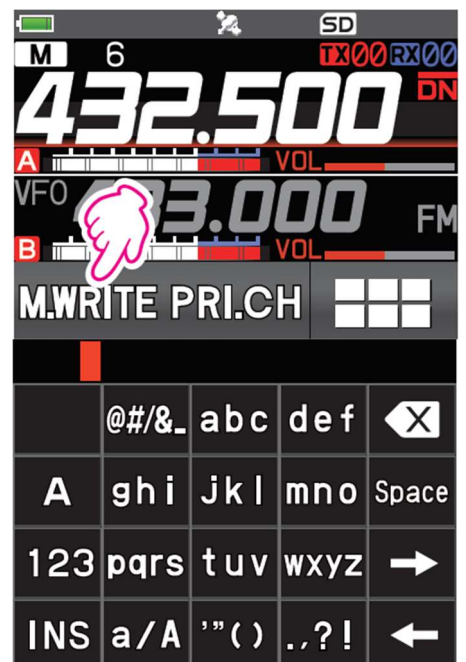 SD
M 6 TX00 RX00
432.500 DN
A VOL
VFO 433.000 FM
B VOL
M.WRITE PRI.CH
@#/&_ abc def X
A ghi Jkl mno Space
123 pqrs tuv wxyz →
INS a/A '"() .,?! ←